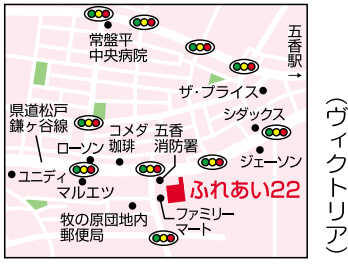 常盤平
中央病院
五香駅→
ザ・プライス
シダックス
県道松戸
鎌ヶ谷線
コメダ
珈琲
五香
消防署
ローソン
ジェーソン
ユニディ
マルエツ
ふれあい22
牧の原団地内
郵便局
ファミリー
マート
(ヴィクトリア)